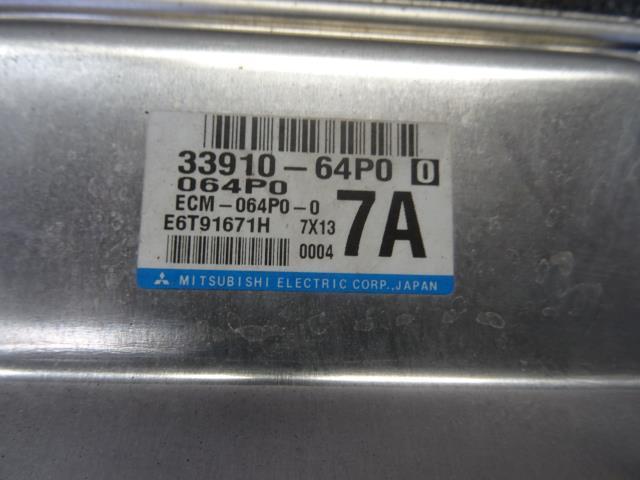 33910-64P0 0
064P0
ECM-064P0-0
E6T91671H 7X13
0004
7A
MITSUBISHI ELECTRIC CORP.,JAPAN